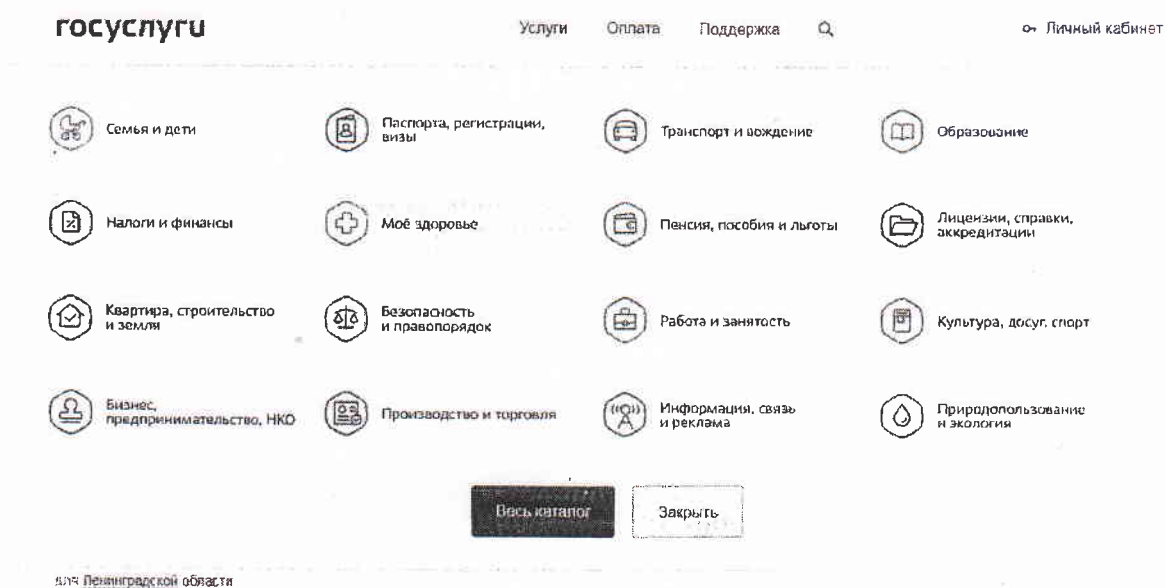 госуслуги
Услуги Оплата Поддержка Личный кабинет
Семья и дети
Паспорта, регистрации,
визы
Транспорт и вождение
Образование
Налоги и финансы
Моё здоровье
Пенсия, пособия и льготы
Лицензии, справки,
аккредитации
Квартира, строительство
и земля
Безопасность
и правопорядок
Работа и занятость
Культура, досуг, спорт
Бизнес,
предпринимательство, НКО
Производство и торговля
Информация, связь
и реклама
Природопользование
и экология
Весь каталог
Закрыть
для Ленинградской области